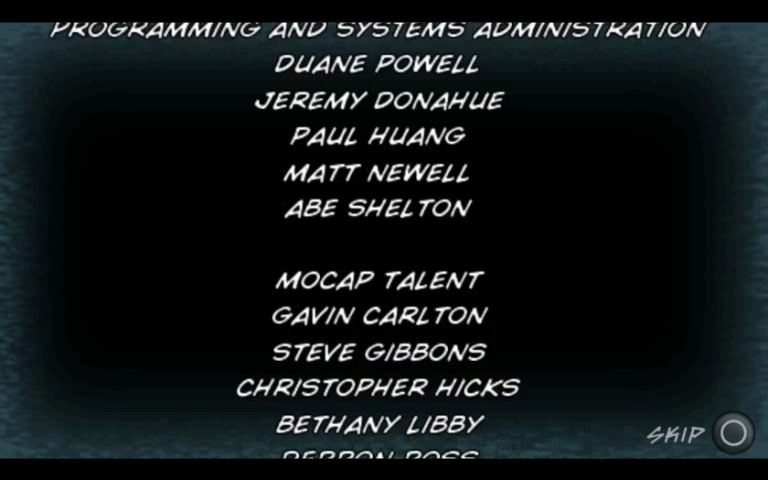 PROGRAMMING AND SYSTEMS ADMINISTRATION
DUANE POWELL
JEREMY DONAHUE
PAUL HUANG
MATT NEWELL
ABE SHELTON
MOCAP TALENT
GAVIN CARLTON
STEVE GIBBONS
CHRISTOPHER HICKS
BETHANY LIBBY
SKIP